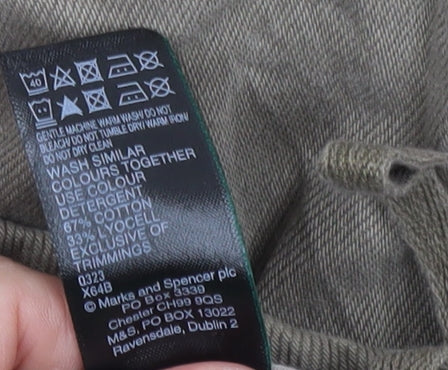 40
GENTLE MACHINE WARM WASH/ DO NOT
BLEACH/ DO NOT TUMBLE DRY/ WARM IRON/
DO NOT DRY CLEAN
WASH SIMILAR
COLOURS TOGETHER
USE COLOUR
DETERGENT
67% COTTON
33% LYOCELL
EXCLUSIVE OF
TRIMMINGS
0323
X64B
© Marks and Spencer plc
PO Box 3339
Chester CH99 9QS
M&S, PO BOX 13022
Ravensdale, Dublin 2